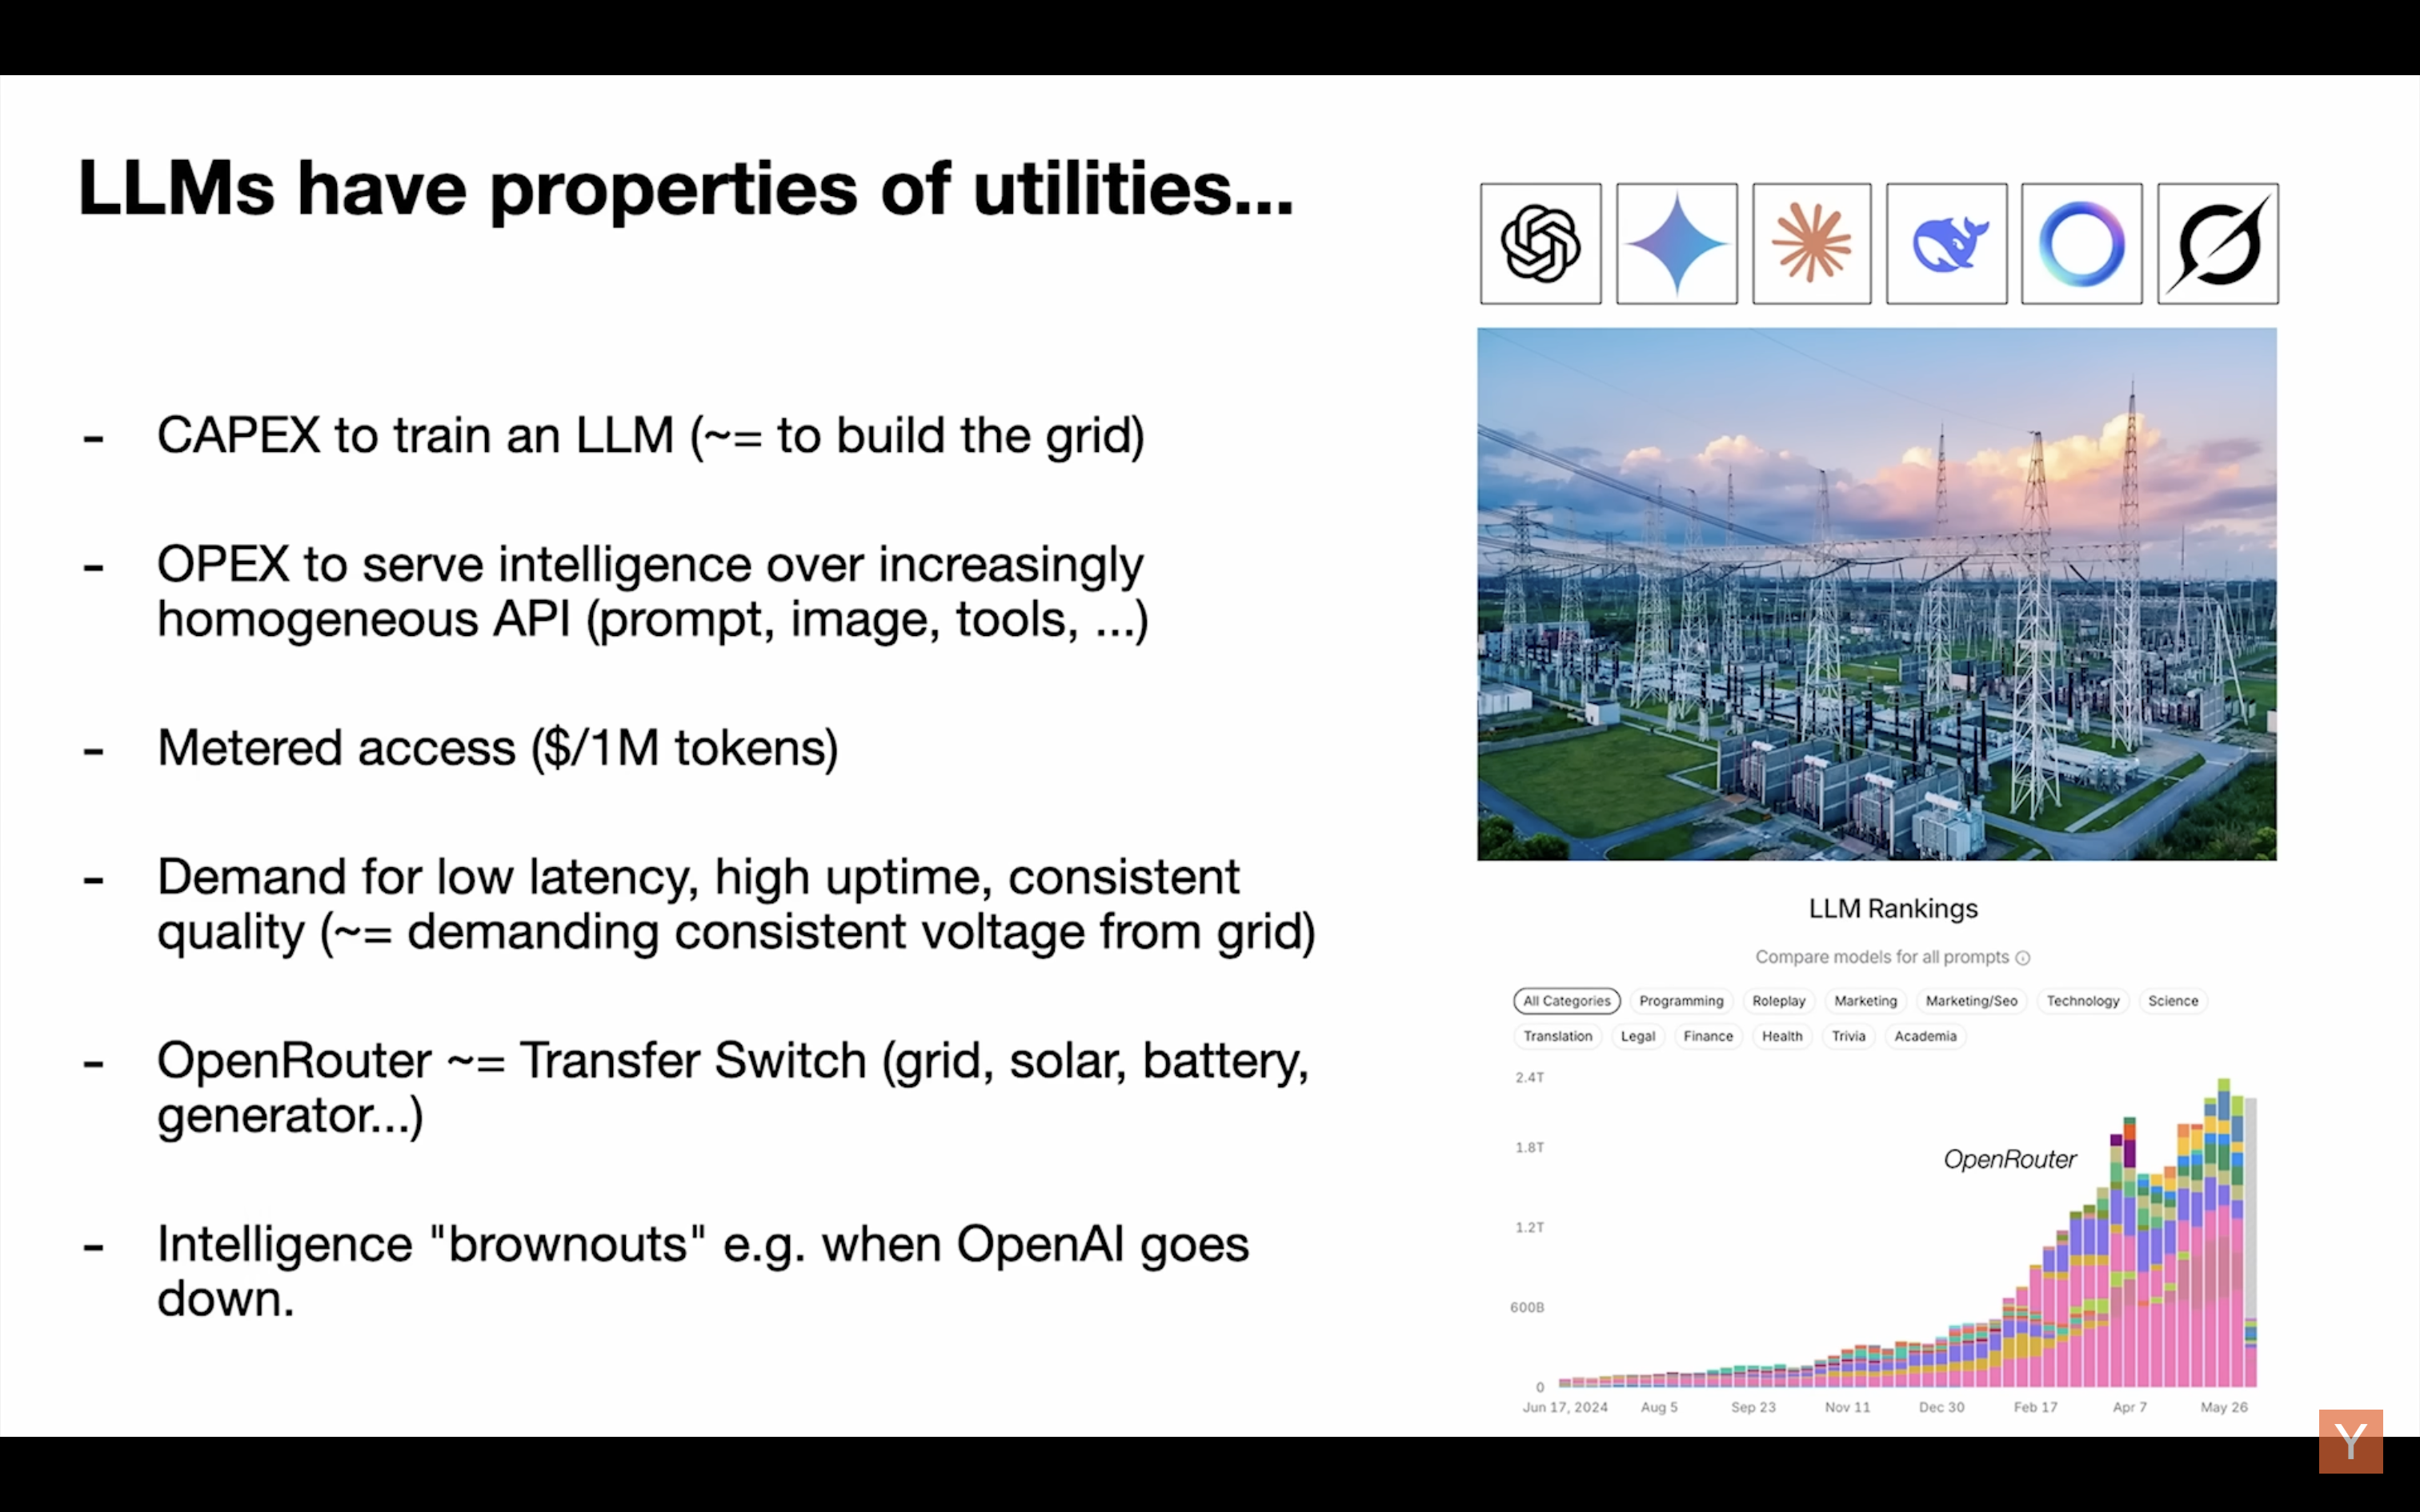 LLMs have properties of utilities...
- CAPEX to train an LLM (~= to build the grid)
- OPEX to serve intelligence over increasingly
homogeneous API (prompt, image, tools, ...)
- Metered access ($/1M tokens)
- Demand for low latency, high uptime, consistent
quality (~= demanding consistent voltage from grid)
- OpenRouter ~= Transfer Switch (grid, solar, battery,
generator...)
- Intelligence "brownouts" e.g. when OpenAI goes
down.
LLM Rankings
Compare models for all prompts
All Categories Programming Roleplay Marketing Marketing/Seo Technology Science
Translation Legal Finance Health Trivia Academia
2.4T
1.8T
OpenRouter
1.2T
600B
0
Jun 17, 2024 Aug 5 Sep 23 Nov 11 Dec 30 Feb 17 Apr 7 May 26
Y